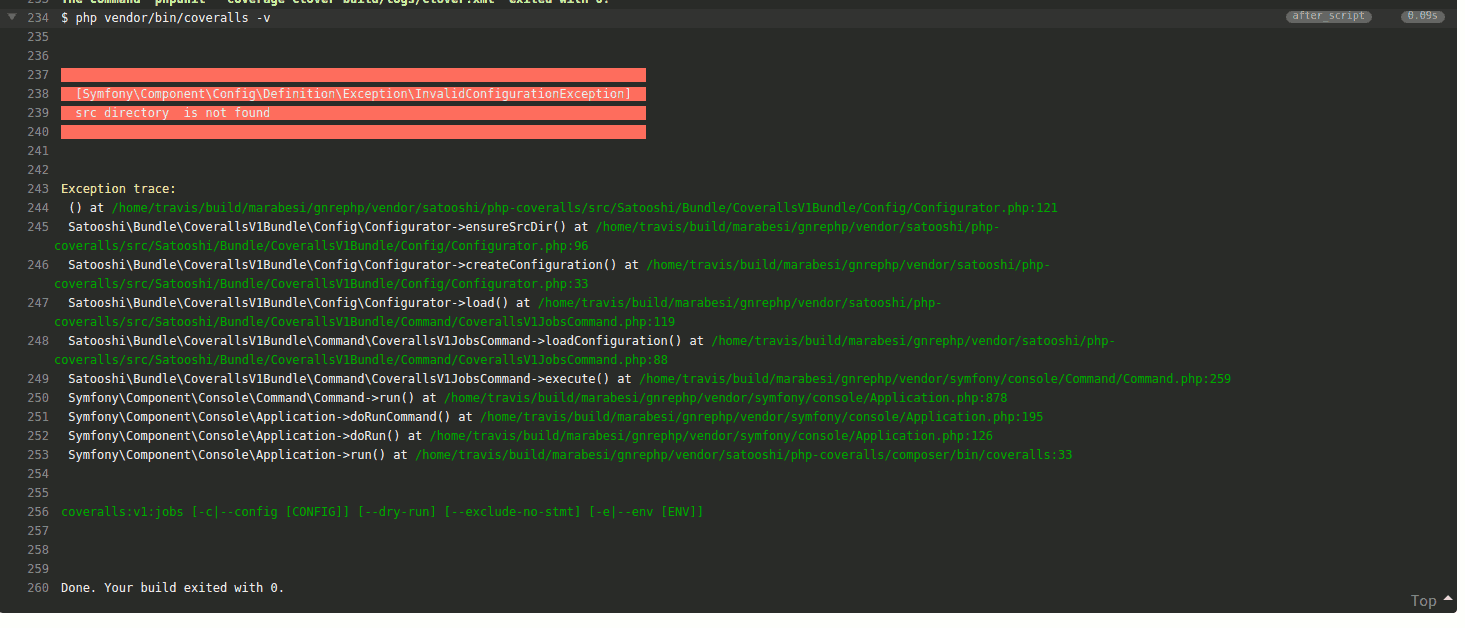 233 The command "phpunit --coverage-clover build/logs/clover.xml" exited with 0.
234 $ php vendor/bin/coveralls -v after_script 0.09s
235
236
237
238 [Symfony\Component\Config\Definition\Exception\InvalidConfigurationException]
239 src directory  is not found
240
241
242
243 Exception trace:
244 () at /home/travis/build/marabesi/gnrephp/vendor/satooshi/php-coveralls/src/Satooshi/Bundle/CoverallsV1Bundle/Config/Configurator.php:121
245 Satooshi\Bundle\CoverallsV1Bundle\Config\Configurator->ensureSrcDir() at /home/travis/build/marabesi/gnrephp/vendor/satooshi/php-
coveralls/src/Satooshi/Bundle/CoverallsV1Bundle/Config/Configurator.php:96
246 Satooshi\Bundle\CoverallsV1Bundle\Config\Configurator->createConfiguration() at /home/travis/build/marabesi/gnrephp/vendor/satooshi/php-
coveralls/src/Satooshi/Bundle/CoverallsV1Bundle/Config/Configurator.php:33
247 Satooshi\Bundle\CoverallsV1Bundle\Config\Configurator->load() at /home/travis/build/marabesi/gnrephp/vendor/satooshi/php-
coveralls/src/Satooshi/Bundle/CoverallsV1Bundle/Command/CoverallsV1JobsCommand.php:119
248 Satooshi\Bundle\CoverallsV1Bundle\Command\CoverallsV1JobsCommand->loadConfiguration() at /home/travis/build/marabesi/gnrephp/vendor/satooshi/php-
coveralls/src/Satooshi/Bundle/CoverallsV1Bundle/Command/CoverallsV1JobsCommand.php:88
249 Satooshi\Bundle\CoverallsV1Bundle\Command\CoverallsV1JobsCommand->execute() at /home/travis/build/marabesi/gnrephp/vendor/symfony/console/Command/Command.php:259
250 Symfony\Component\Console\Command\Command->run() at /home/travis/build/marabesi/gnrephp/vendor/symfony/console/Application.php:878
251 Symfony\Component\Console\Application->doRunCommand() at /home/travis/build/marabesi/gnrephp/vendor/symfony/console/Application.php:195
252 Symfony\Component\Console\Application->doRun() at /home/travis/build/marabesi/gnrephp/vendor/symfony/console/Application.php:126
253 Symfony\Component\Console\Application->run() at /home/travis/build/marabesi/gnrephp/vendor/satooshi/php-coveralls/composer/bin/coveralls:33
254
255
256 coveralls:v1:jobs [-c|--config [CONFIG]] [--dry-run] [--exclude-no-stmt] [-e|--env [ENV]]
257
258
259
260 Done. Your build exited with 0.
Top